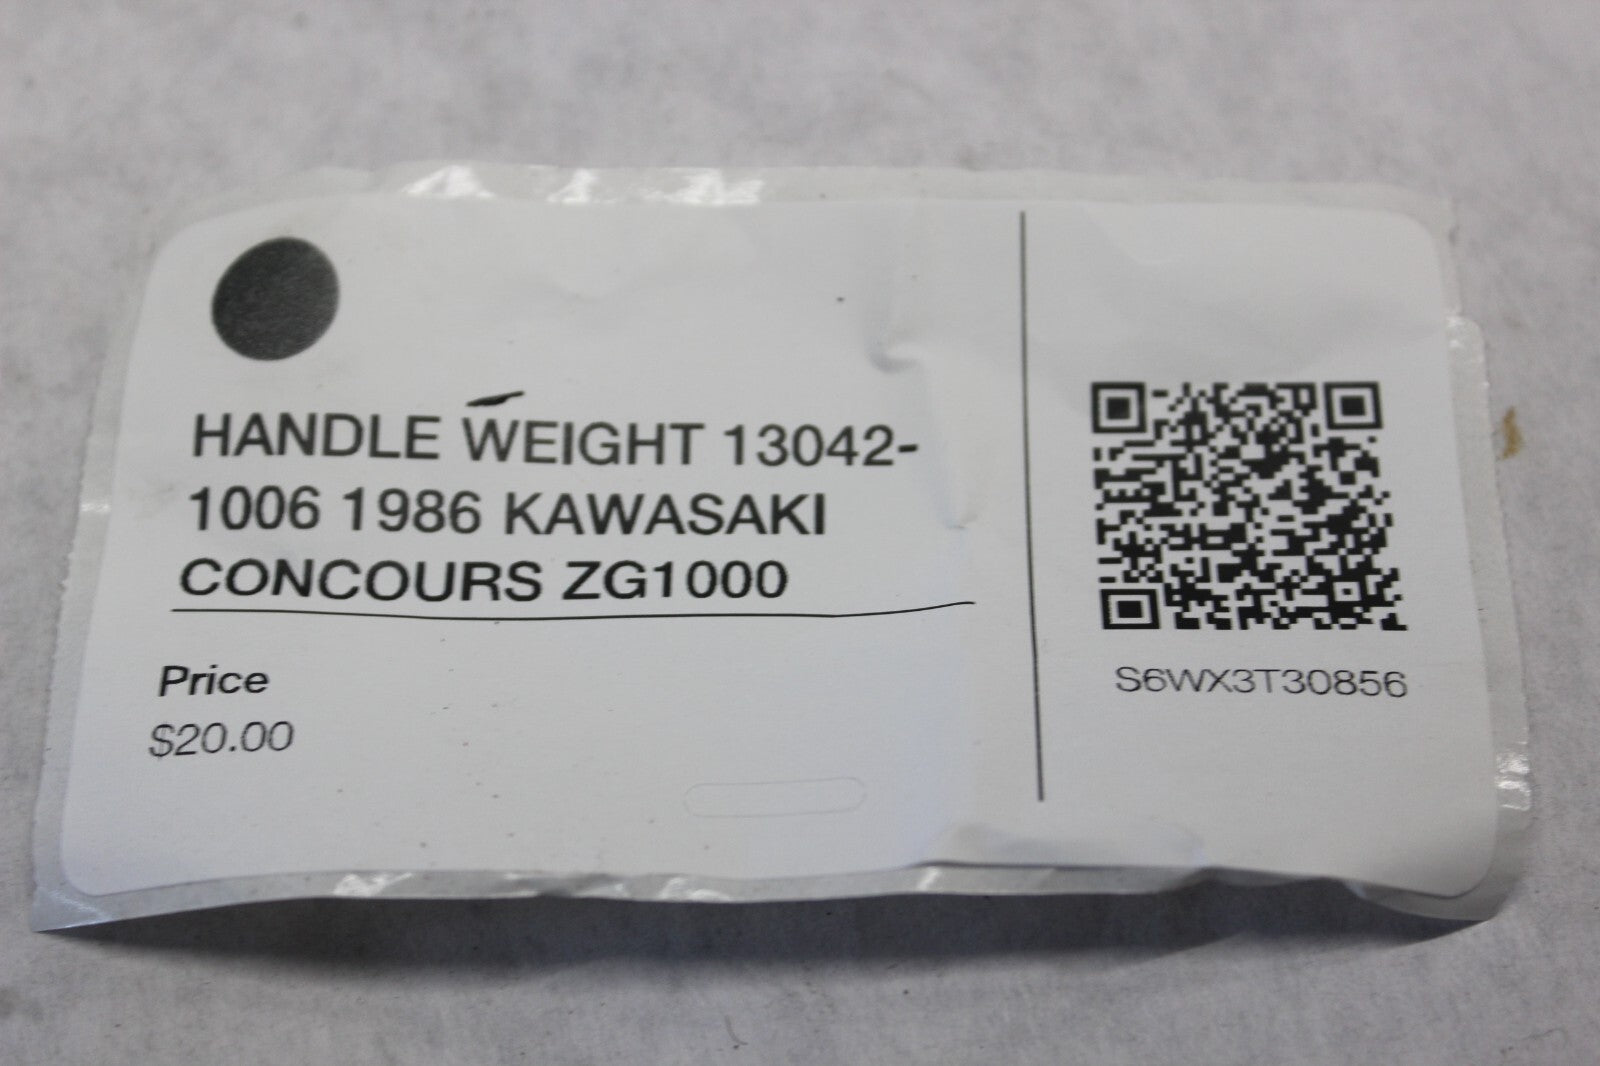 HANDLE WEIGHT 13042-
1006 1986 KAWASAKI
CONCOURS ZG1000
Price
$20.00
S6WX3T30856